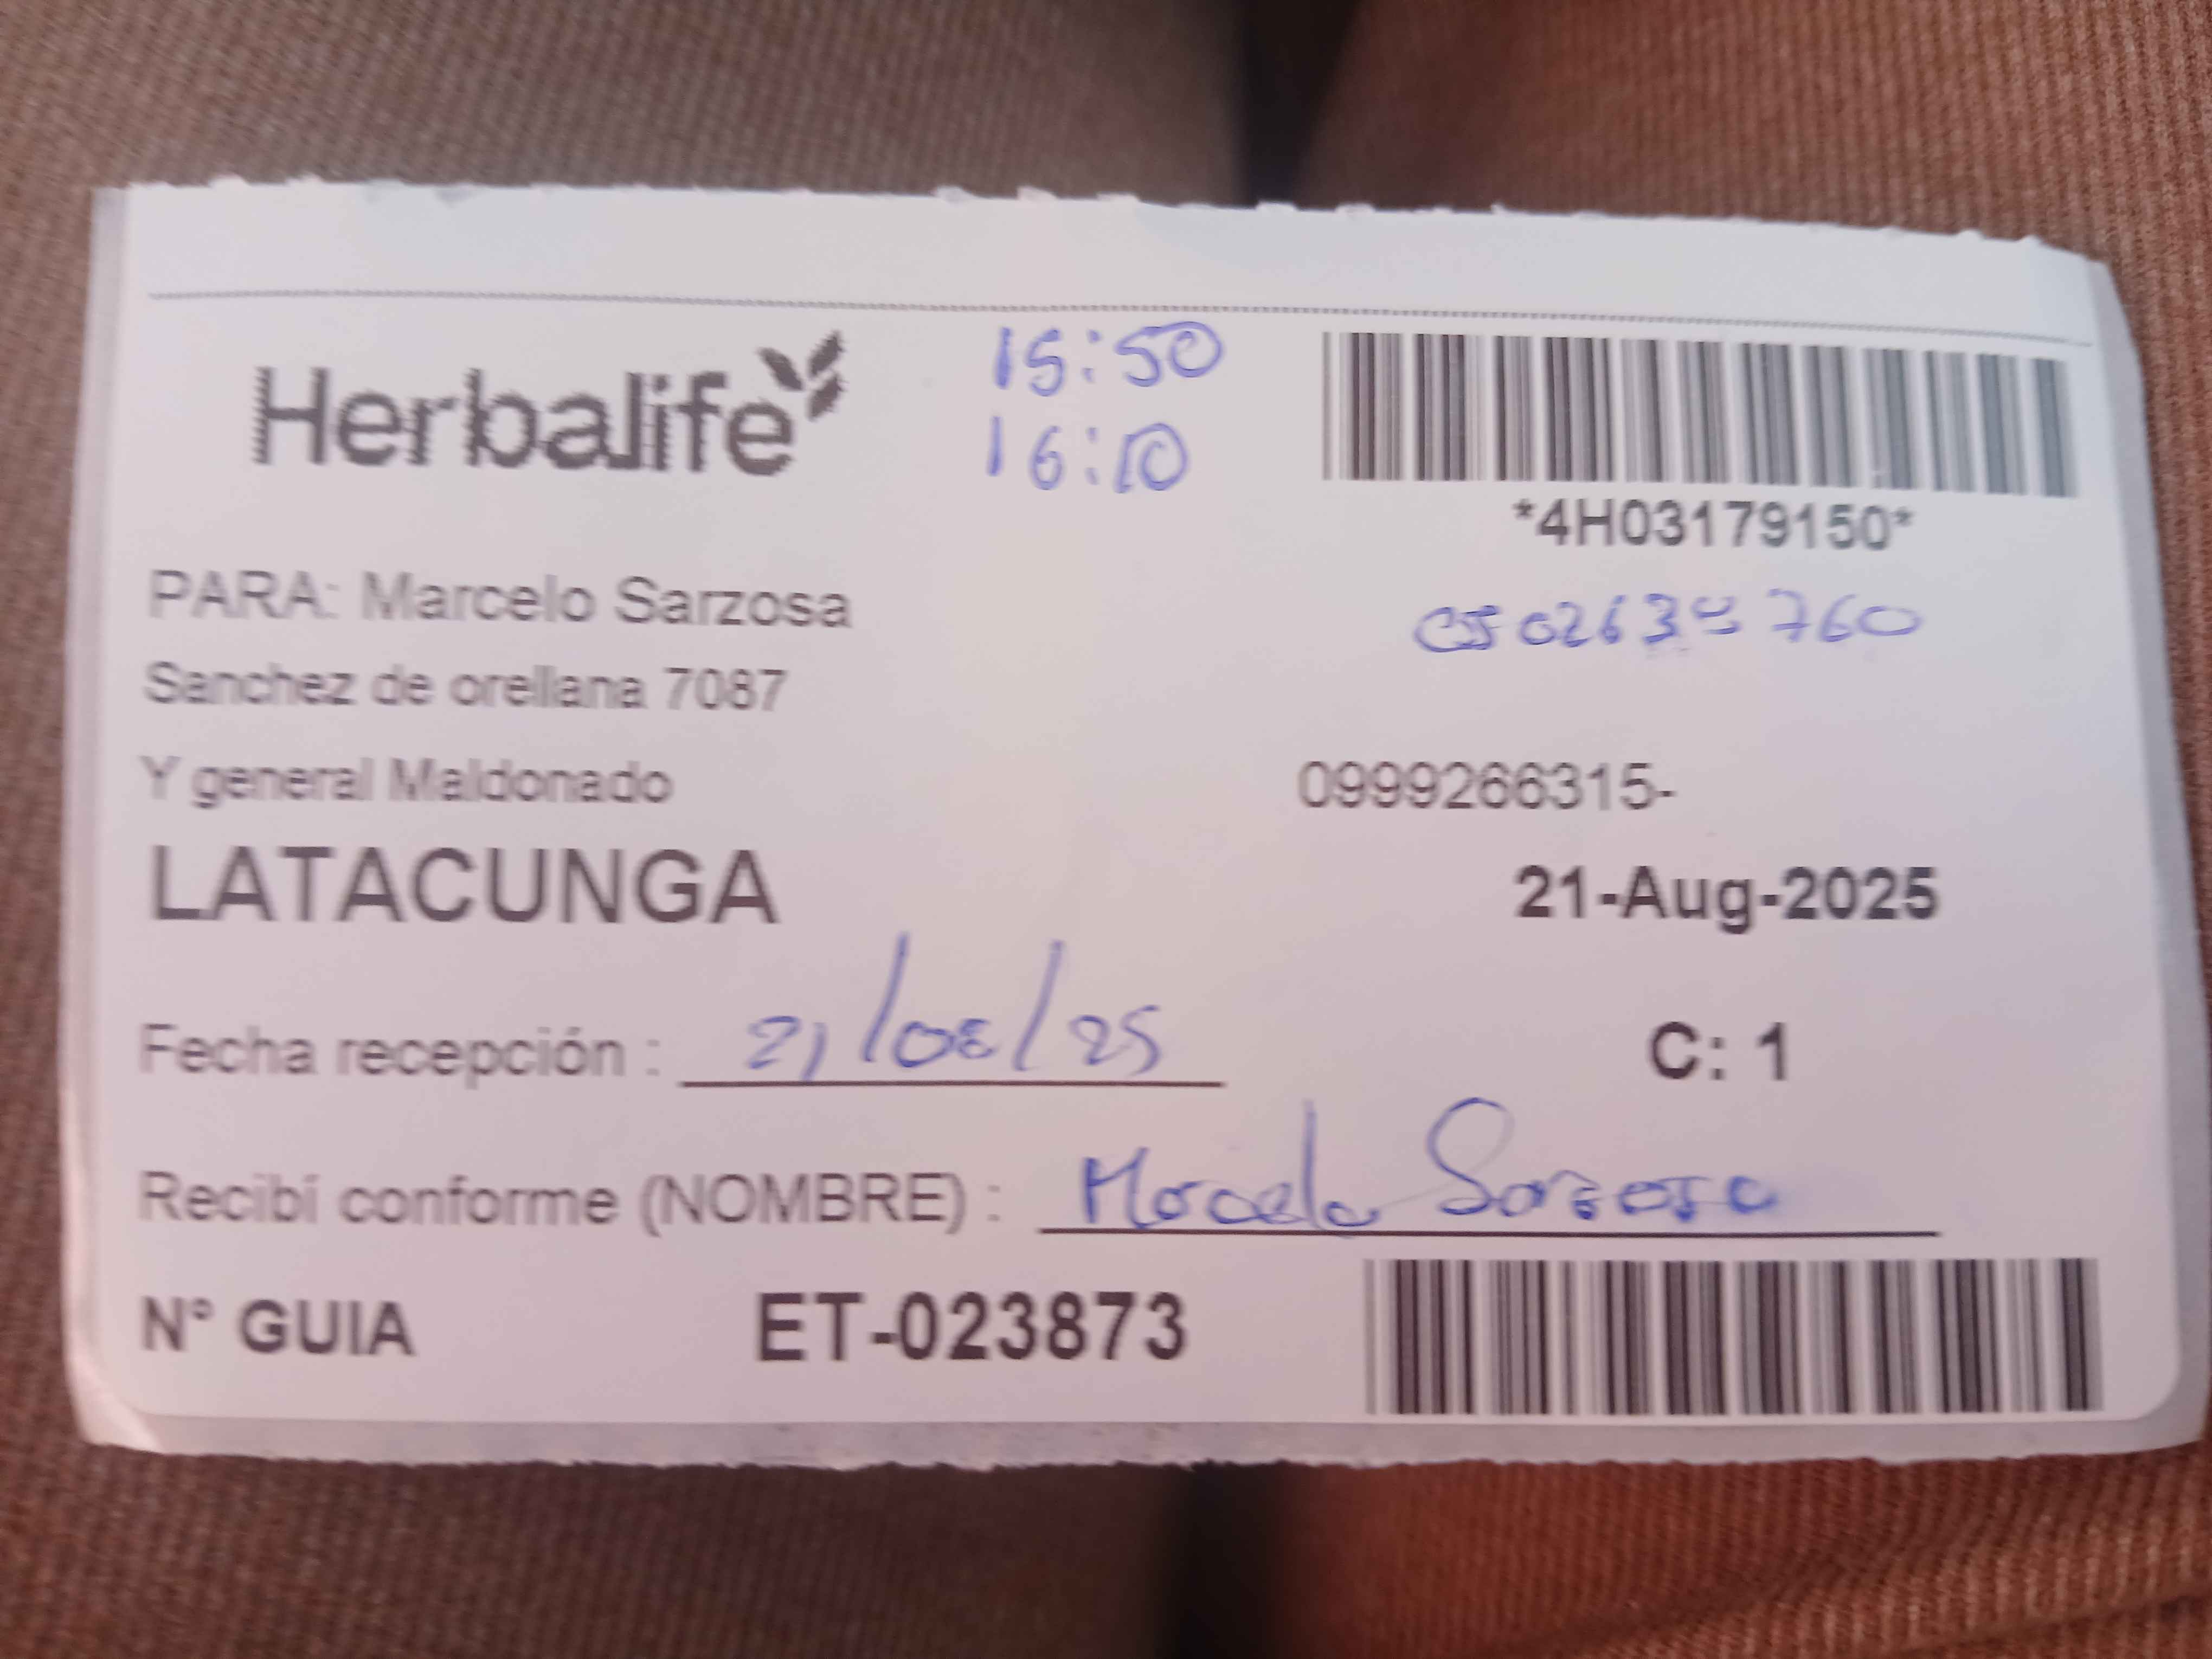 Herbalife
15:50
16:10
*4H03179150*
PARA: Marcelo Sarzosa
Sanchez de orellana 7087
Y general Maldonado
0999266315-
LATACUNGA
21-Aug-2025
Fecha recepción : 21/08/25
C: 1
Recibí conforme (NOMBRE) : Marcelo Sarzosa
N° GUIA ET-023873